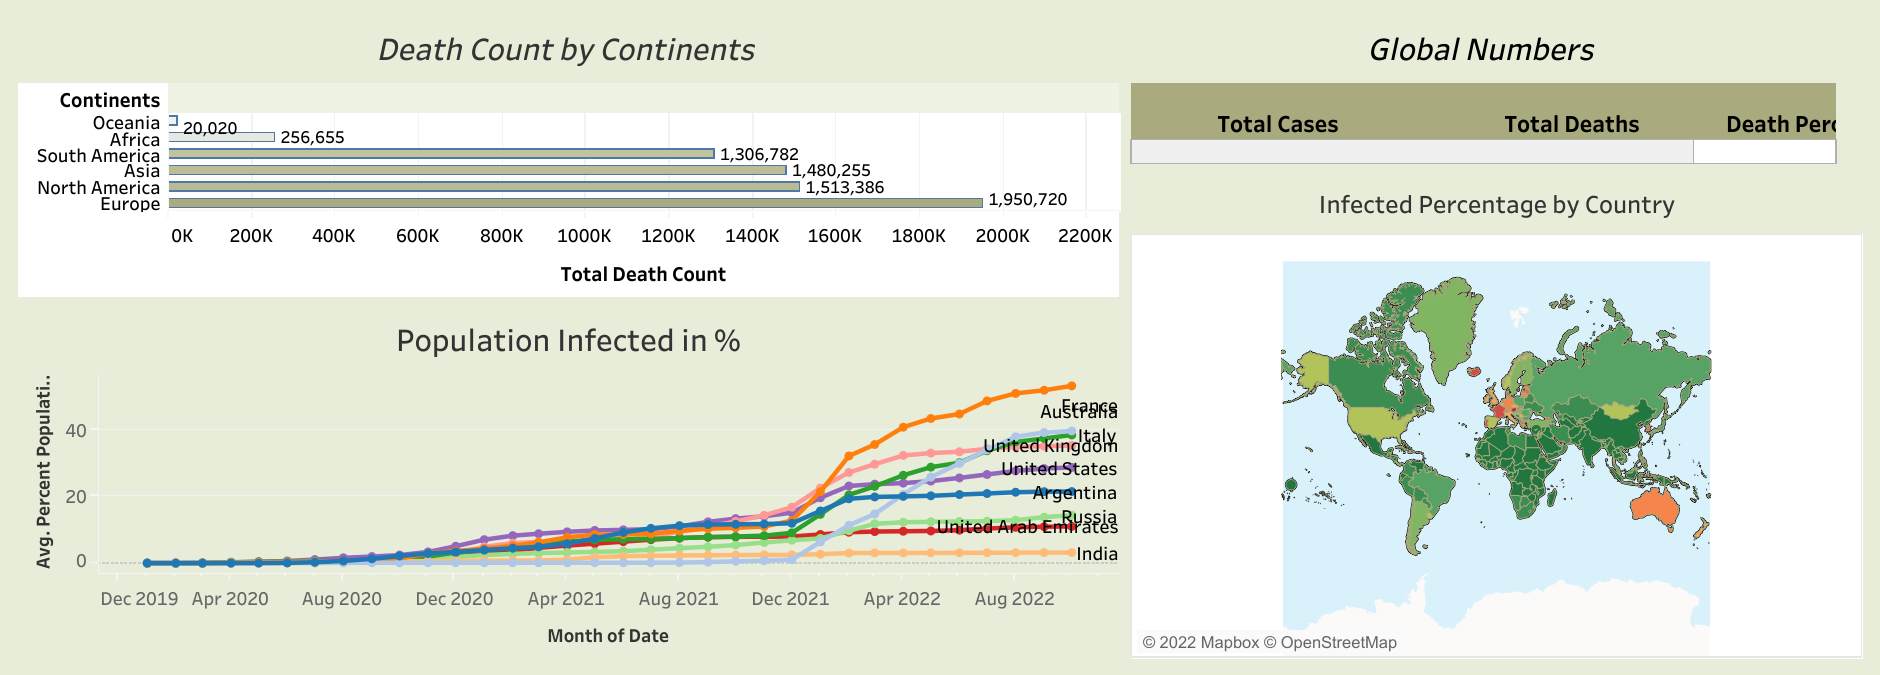 Death Count by Continents
Continents
Oceania 20,020
Africa 256,655
South America 1,306,782
Asia 1,480,255
North America 1,513,386
Europe 1,950,720
0K 200K 400K 600K 800K 1000K 1200K 1400K 1600K 1800K 2000K 2200K
Total Death Count
Population Infected in %
Avg. Percent Populati..
40
20
0
France
Australia
Italy
United Kingdom
United States
Argentina
Russia
United Arab Emirates
India
Dec 2019 Apr 2020 Aug 2020 Dec 2020 Apr 2021 Aug 2021 Dec 2021 Apr 2022 Aug 2022
Month of Date
Global Numbers
Total Cases Total Deaths Death Perc
Infected Percentage by Country
© 2022 Mapbox © OpenStreetMap